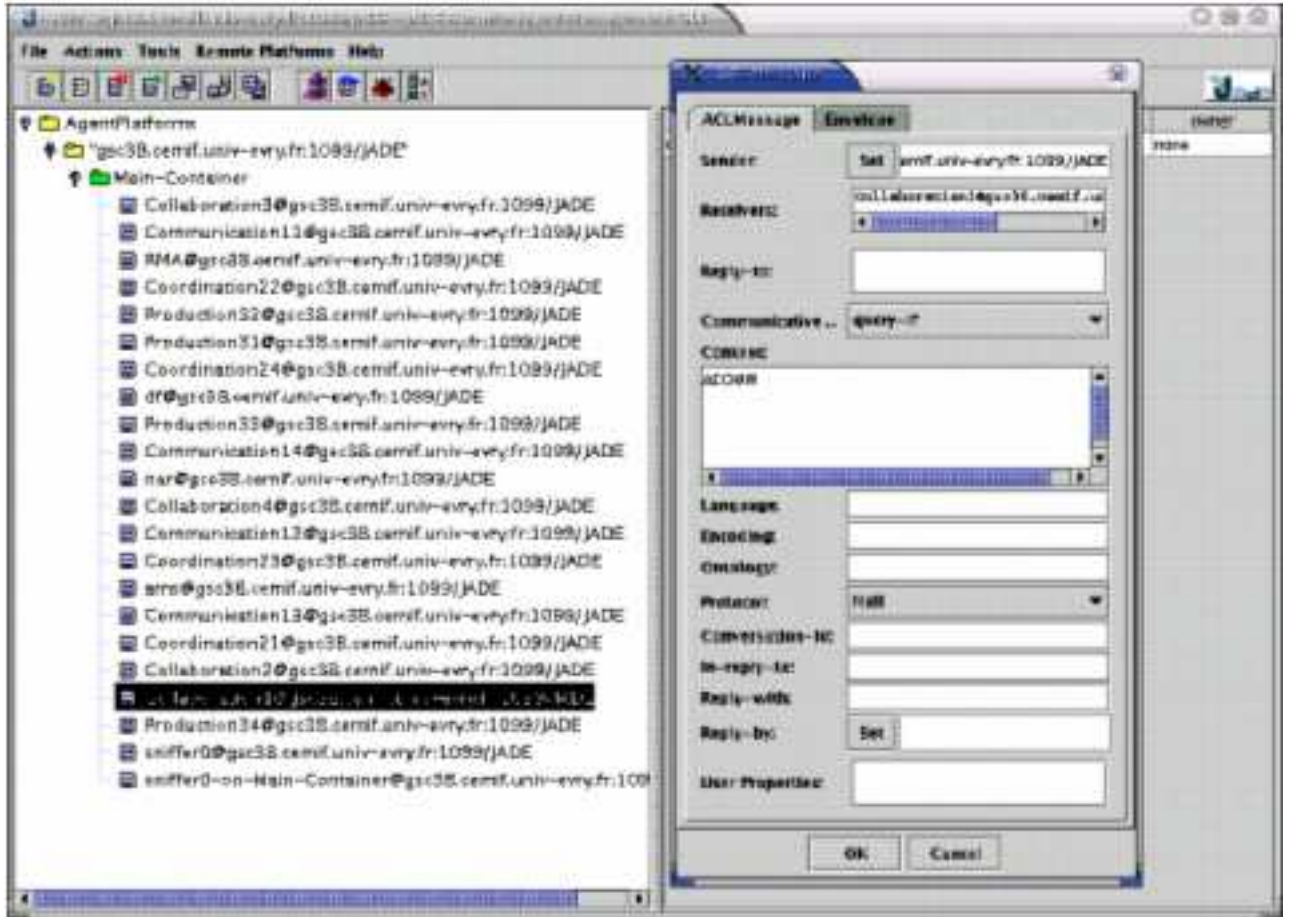 File Actions Tools Remote Platforms Help
AgentPlatforms
"gsc38.cemif.univ-evry.fr:1099/JADE"
Main-Container
Collaboration3@gsc38.cemif.univ-evry.fr:1099/JADE
Communication11@gsc38.cemif.univ-evry.fr:1099/JADE
RMA@gsc38.cemif.univ-evry.fr:1099/JADE
Coordination22@gsc38.cemif.univ-evry.fr:1099/JADE
Production32@gsc38.cemif.univ-evry.fr:1099/JADE
Production31@gsc38.cemif.univ-evry.fr:1099/JADE
Coordination24@gsc38.cemif.univ-evry.fr:1099/JADE
df@gsc38.cemif.univ-evry.fr:1099/JADE
Production33@gsc38.cemif.univ-evry.fr:1099/JADE
Communication14@gsc38.cemif.univ-evry.fr:1099/JADE
nar@gsc38.cemif.univ-evry.fr:1099/JADE
Collaboration4@gsc38.cemif.univ-evry.fr:1099/JADE
Communication12@gsc38.cemif.univ-evry.fr:1099/JADE
Coordination23@gsc38.cemif.univ-evry.fr:1099/JADE
ams@gsc38.cemif.univ-evry.fr:1099/JADE
Communication13@gsc38.cemif.univ-evry.fr:1099/JADE
Coordination21@gsc38.cemif.univ-evry.fr:1099/JADE
Collaboration2@gsc38.cemif.univ-evry.fr:1099/JADE
Production34@gsc38.cemif.univ-evry.fr:1099/JADE
sniffer0@gsc38.cemif.univ-evry.fr:1099/JADE
sniffer0-on-Main-Container@gsc38.cemif.univ-evry.fr:109
owner
none
ACLMessage Envelope
Sender: Set emif.univ-evry.fr:1099/JADE
Receivers:
Reply-to:
Communicative ... query-if
Content:
action
Language:
Encoding:
Ontology:
Protocol: Null
Conversation-id:
In-reply-to:
Reply-with:
Reply-by: Set
User Properties:
OK Cancel